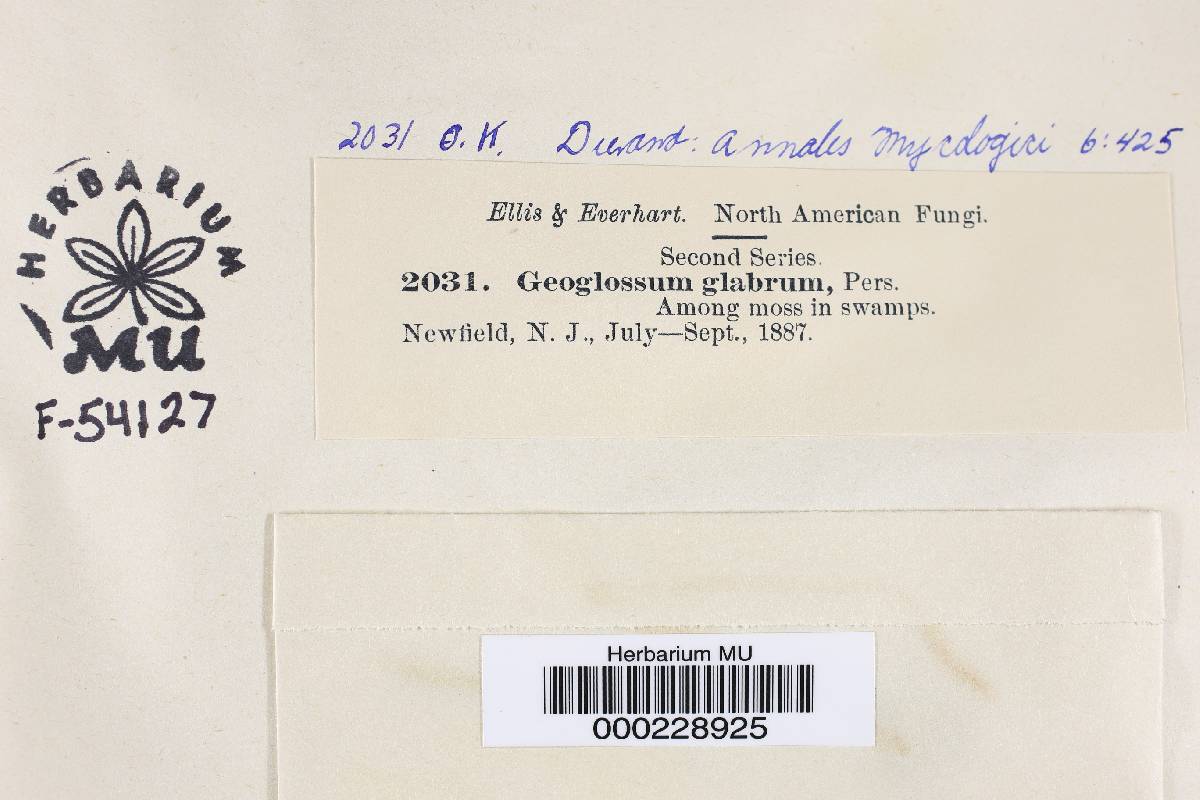 2031 O.K. Durand: Annales Mycologici 6:425
HERBARIUM
MU
F-54127
Ellis & Everhart. North American Fungi.
Second Series.
2031. Geoglossum glabrum, Pers.
Among moss in swamps.
Newfield, N. J., July—Sept., 1887.
Herbarium MU
000228925